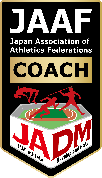 JAAF
Japan Association of
Athletics Federations
COACH
JADM